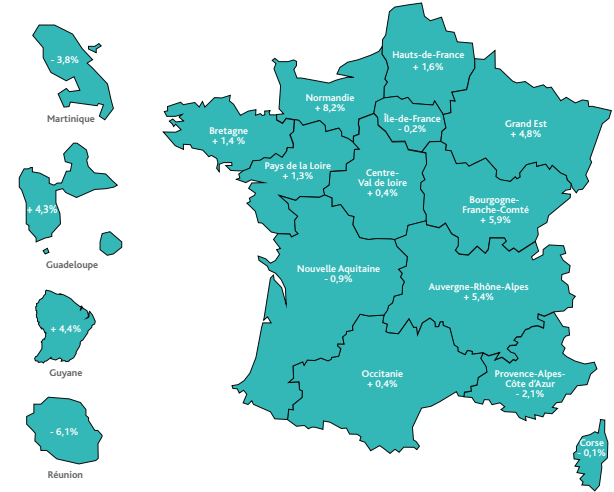 - 3,8%
Martinique
+ 4,3%
Guadeloupe
+ 4,4%
Guyane
- 6,1%
Réunion
Hauts-de-France
+ 1,6%
Normandie
+ 8,2%
Île-de-France
- 0,2%
Grand Est
+ 4,8%
Bretagne
+ 1,4 %
Pays de la Loire
+ 1,3%
Centre-
Val de loire
+ 0,4%
Bourgogne-
Franche-Comté
+ 5,9%
Nouvelle Aquitaine
- 0,9%
Auvergne-Rhône-Alpes
+ 5,4%
Occitanie
+ 0,4%
Provence-Alpes-
Côte d'Azur
- 2,1%
Corse
- 0,1%